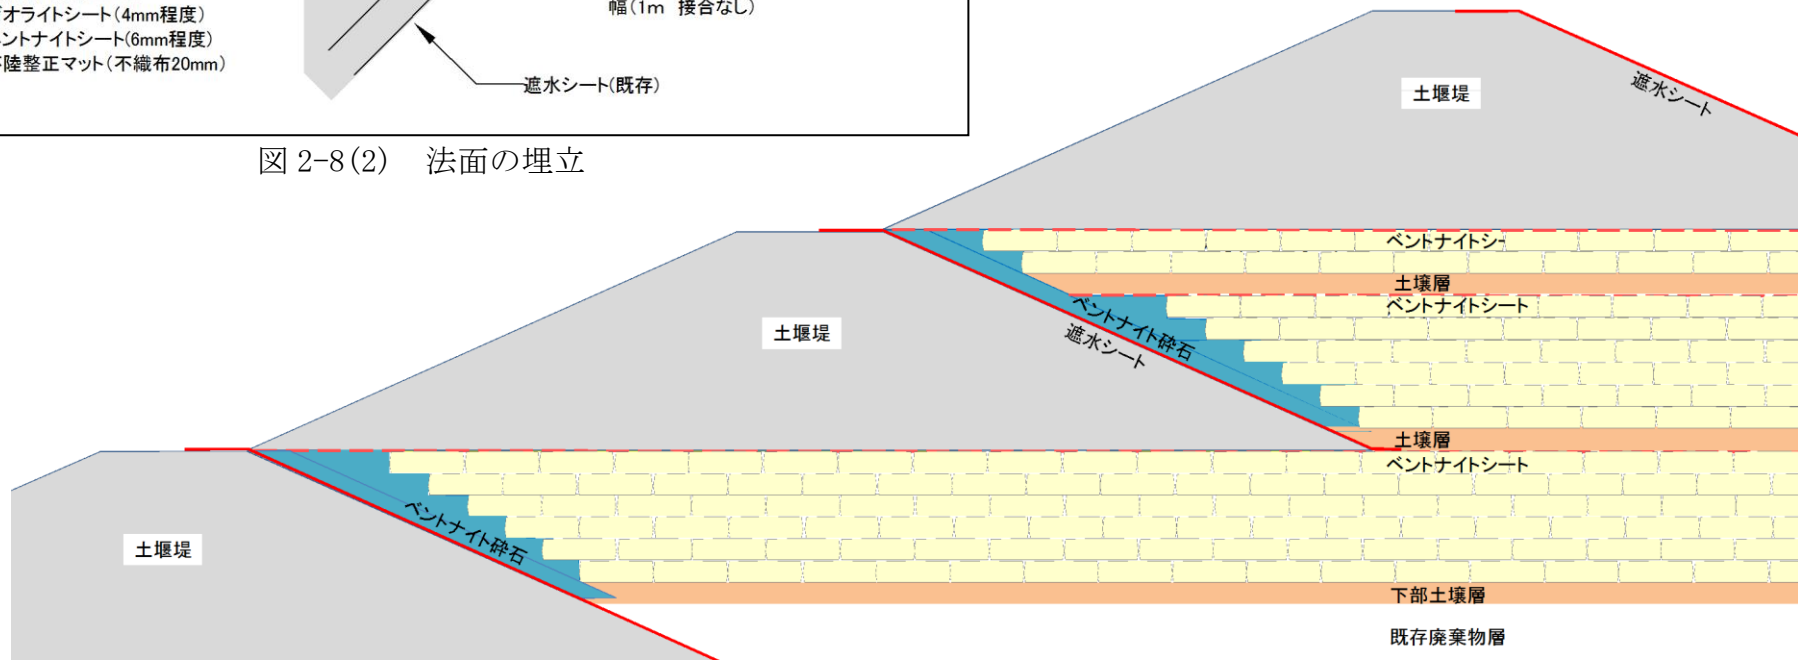 オライトシート(4mm程度)
ントナイトシート(6mm程度)
陸整正マット(不織布20mm)
幅(1m 接合なし)
遮水シート(既存)
図 2-8(2) 法面の埋立
土堰堤
遮水シート
ベントナイトシー
土壌層
ベントナイトシート
土堰堤
ベントナイト砕石
遮水シート
土壌層
ベントナイトシート
ベントナイト砕石
土堰堤
下部土壌層
既存廃棄物層